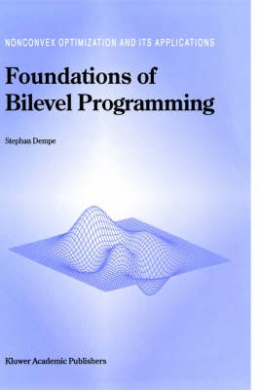 NONCONVEX OPTIMIZATION AND ITS APPLICATIONS
Foundations of
Bilevel Programming
Stephan Dempe
Kluwer Academic Publishers